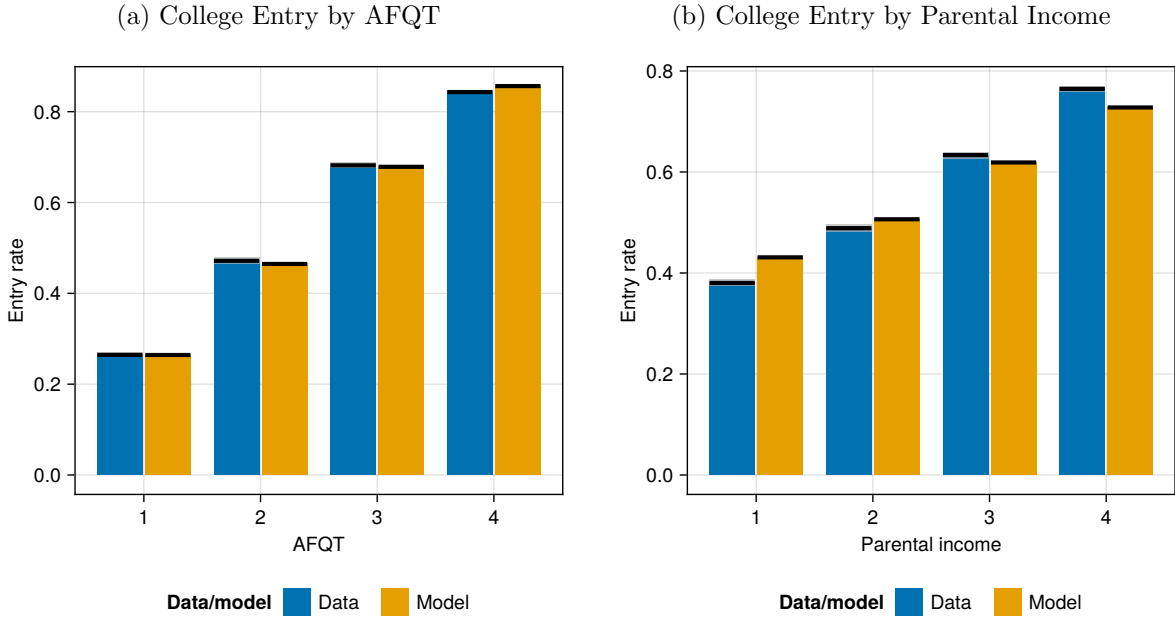 (a) College Entry by AFQT
0.8
0.6
0.4
0.2
0.0
Entry rate
1 2 3 4
AFQT
Data/model Data Model
(b) College Entry by Parental Income
0.8
0.6
0.4
0.2
0.0
Entry rate
1 2 3 4
Parental income
Data/model Data Model